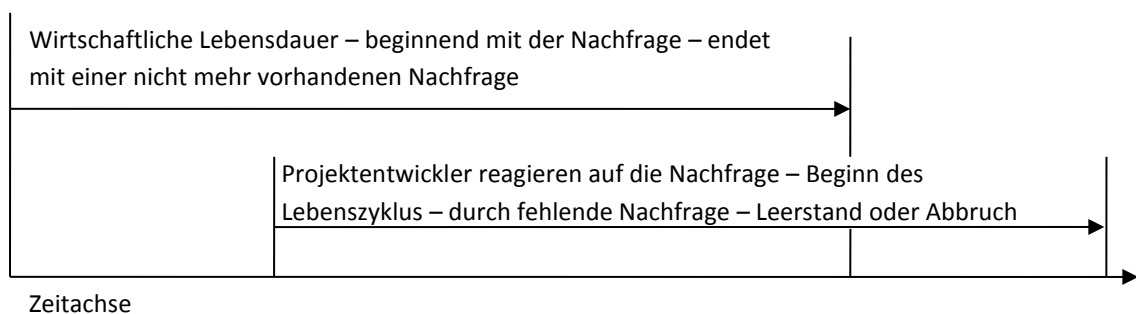 Wirtschaftliche Lebensdauer – beginnend mit der Nachfrage – endet
mit einer nicht mehr vorhandenen Nachfrage
Projektentwickler reagieren auf die Nachfrage – Beginn des
Lebenszyklus – durch fehlende Nachfrage – Leerstand oder Abbruch
Zeitachse